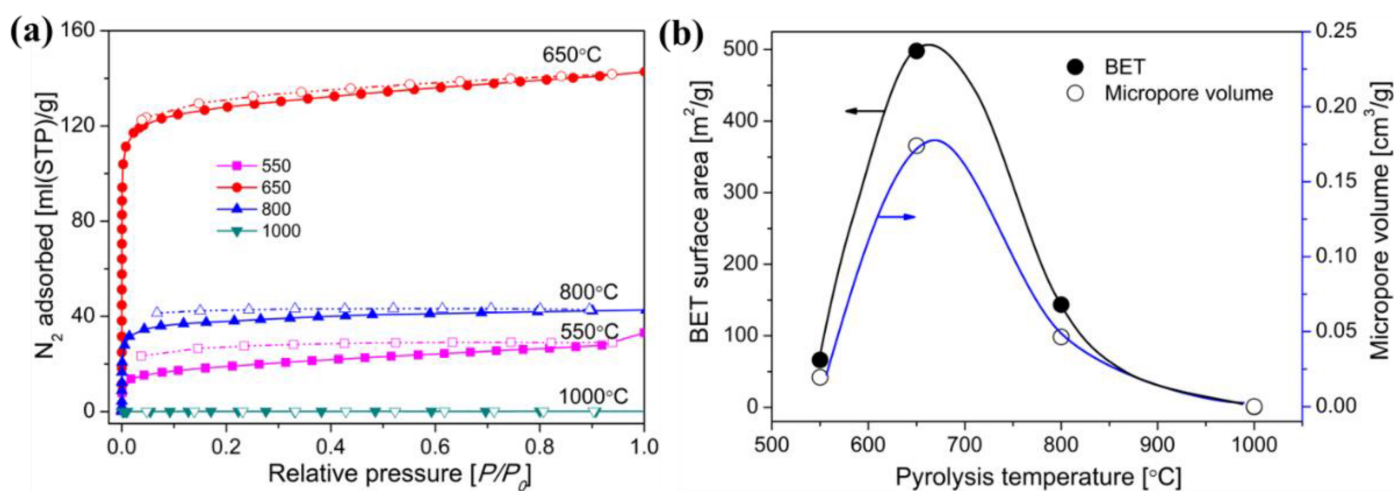 (a)
N₂ adsorbed [ml(STP)/g]
160
120
80
40
0
650°C
550
650
800
1000
800°C
550°C
1000°C
0.0 0.2 0.4 0.6 0.8 1.0
Relative pressure [P/P₀]
(b)
BET surface area [m²/g]
500
400
300
200
100
0
BET
Micropore volume
0.25
0.20
0.15
0.10
0.05
0.00
Micropore volume [cm³/g]
500 600 700 800 900 1000
Pyrolysis temperature [°C]